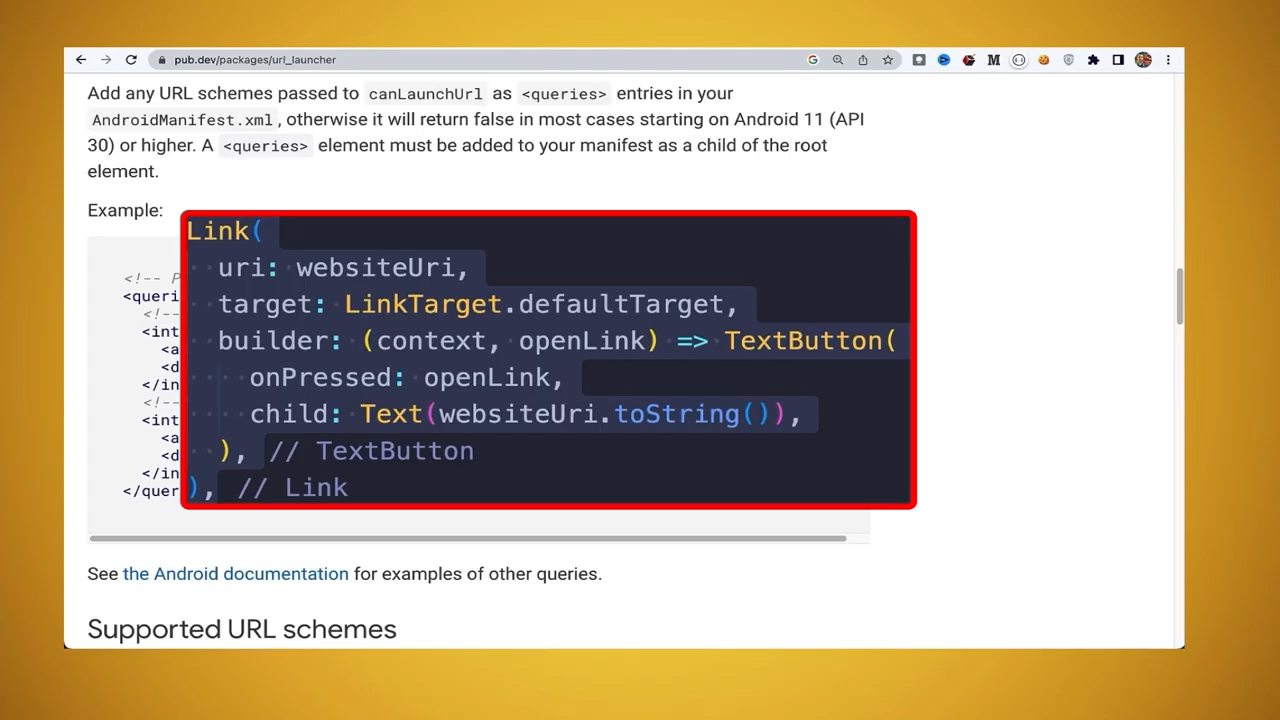 pub.dev/packages/url_launcher
Add any URL schemes passed to canLaunchUrl as <queries> entries in your
AndroidManifest.xml, otherwise it will return false in most cases starting on Android 11 (API
30) or higher. A <queries> element must be added to your manifest as a child of the root
element.
Example:
<!-- P
<queri
<!--
<int
<a
<d
</in
<!--
<int
<a
<d
</in
</quer
Link(
uri: websiteUri,
target: LinkTarget.defaultTarget,
builder: (context, openLink) => TextButton(
onPressed: openLink,
child: Text(websiteUri.toString()),
), // TextButton
), // Link
See the Android documentation for examples of other queries.
Supported URL schemes